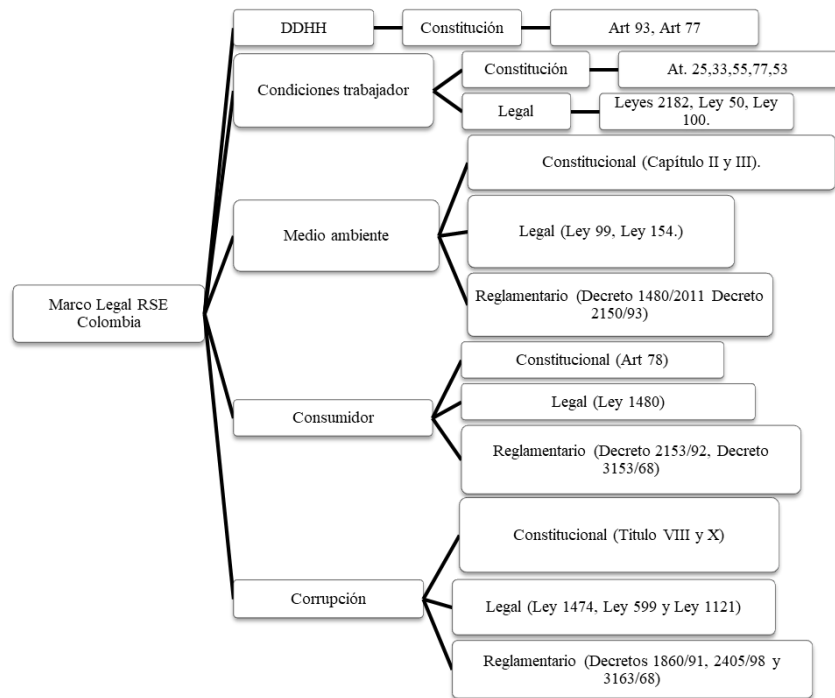 Marco Legal RSE
Colombia
DDHH
Constitución
Art 93, Art 77
Condiciones trabajador
Constitución
At. 25,33,55,77,53
Legal
Leyes 2182, Ley 50, Ley
100.
Medio ambiente
Constitucional (Capítulo II y III).
Legal (Ley 99, Ley 154.)
Reglamentario (Decreto 1480/2011 Decreto
2150/93)
Consumidor
Constitucional (Art 78)
Legal (Ley 1480)
Reglamentario (Decreto 2153/92, Decreto
3153/68)
Corrupción
Constitucional (Titulo VIII y X)
Legal (Ley 1474, Ley 599 y Ley 1121)
Reglamentario (Decretos 1860/91, 2405/98 y
3163/68)